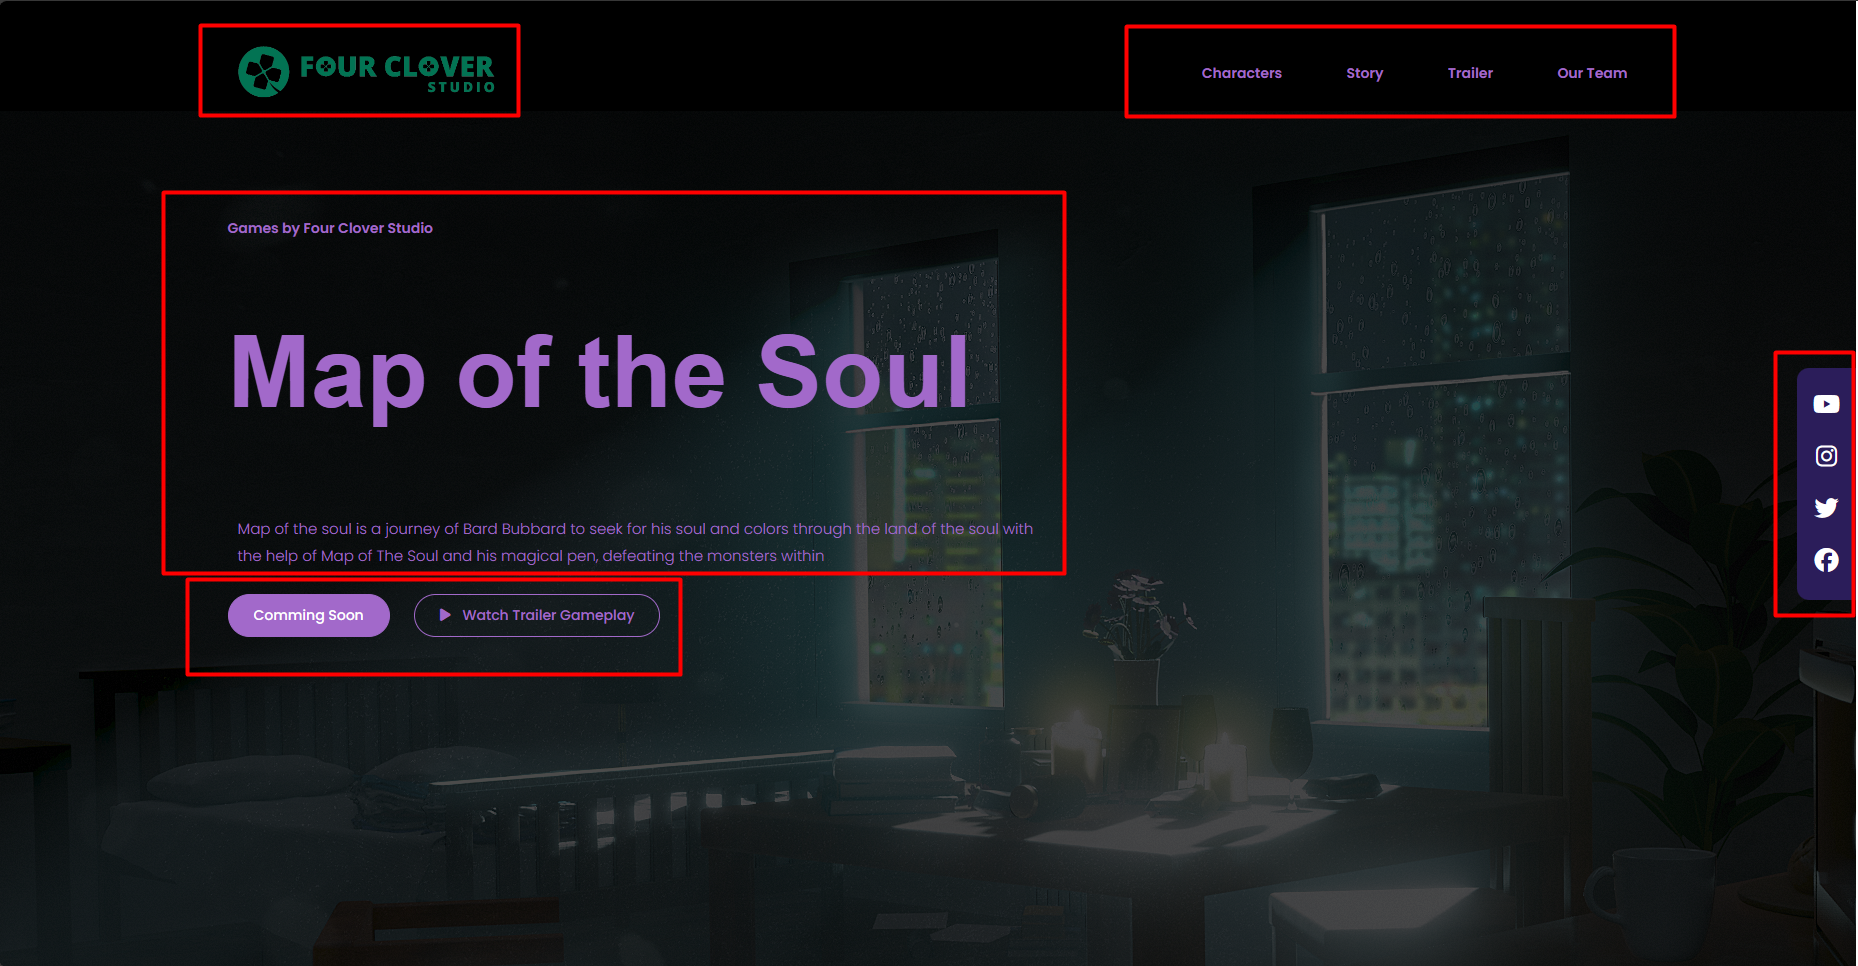 FOUR CLOVER
STUDIO
Characters Story Trailer Our Team
Games by Four Clover Studio
Map of the Soul
Map of the soul is a journey of Bard Bubbard to seek for his soul and colors through the land of the soul with
the help of Map of The Soul and his magical pen, defeating the monsters within
Comming Soon Watch Trailer Gameplay